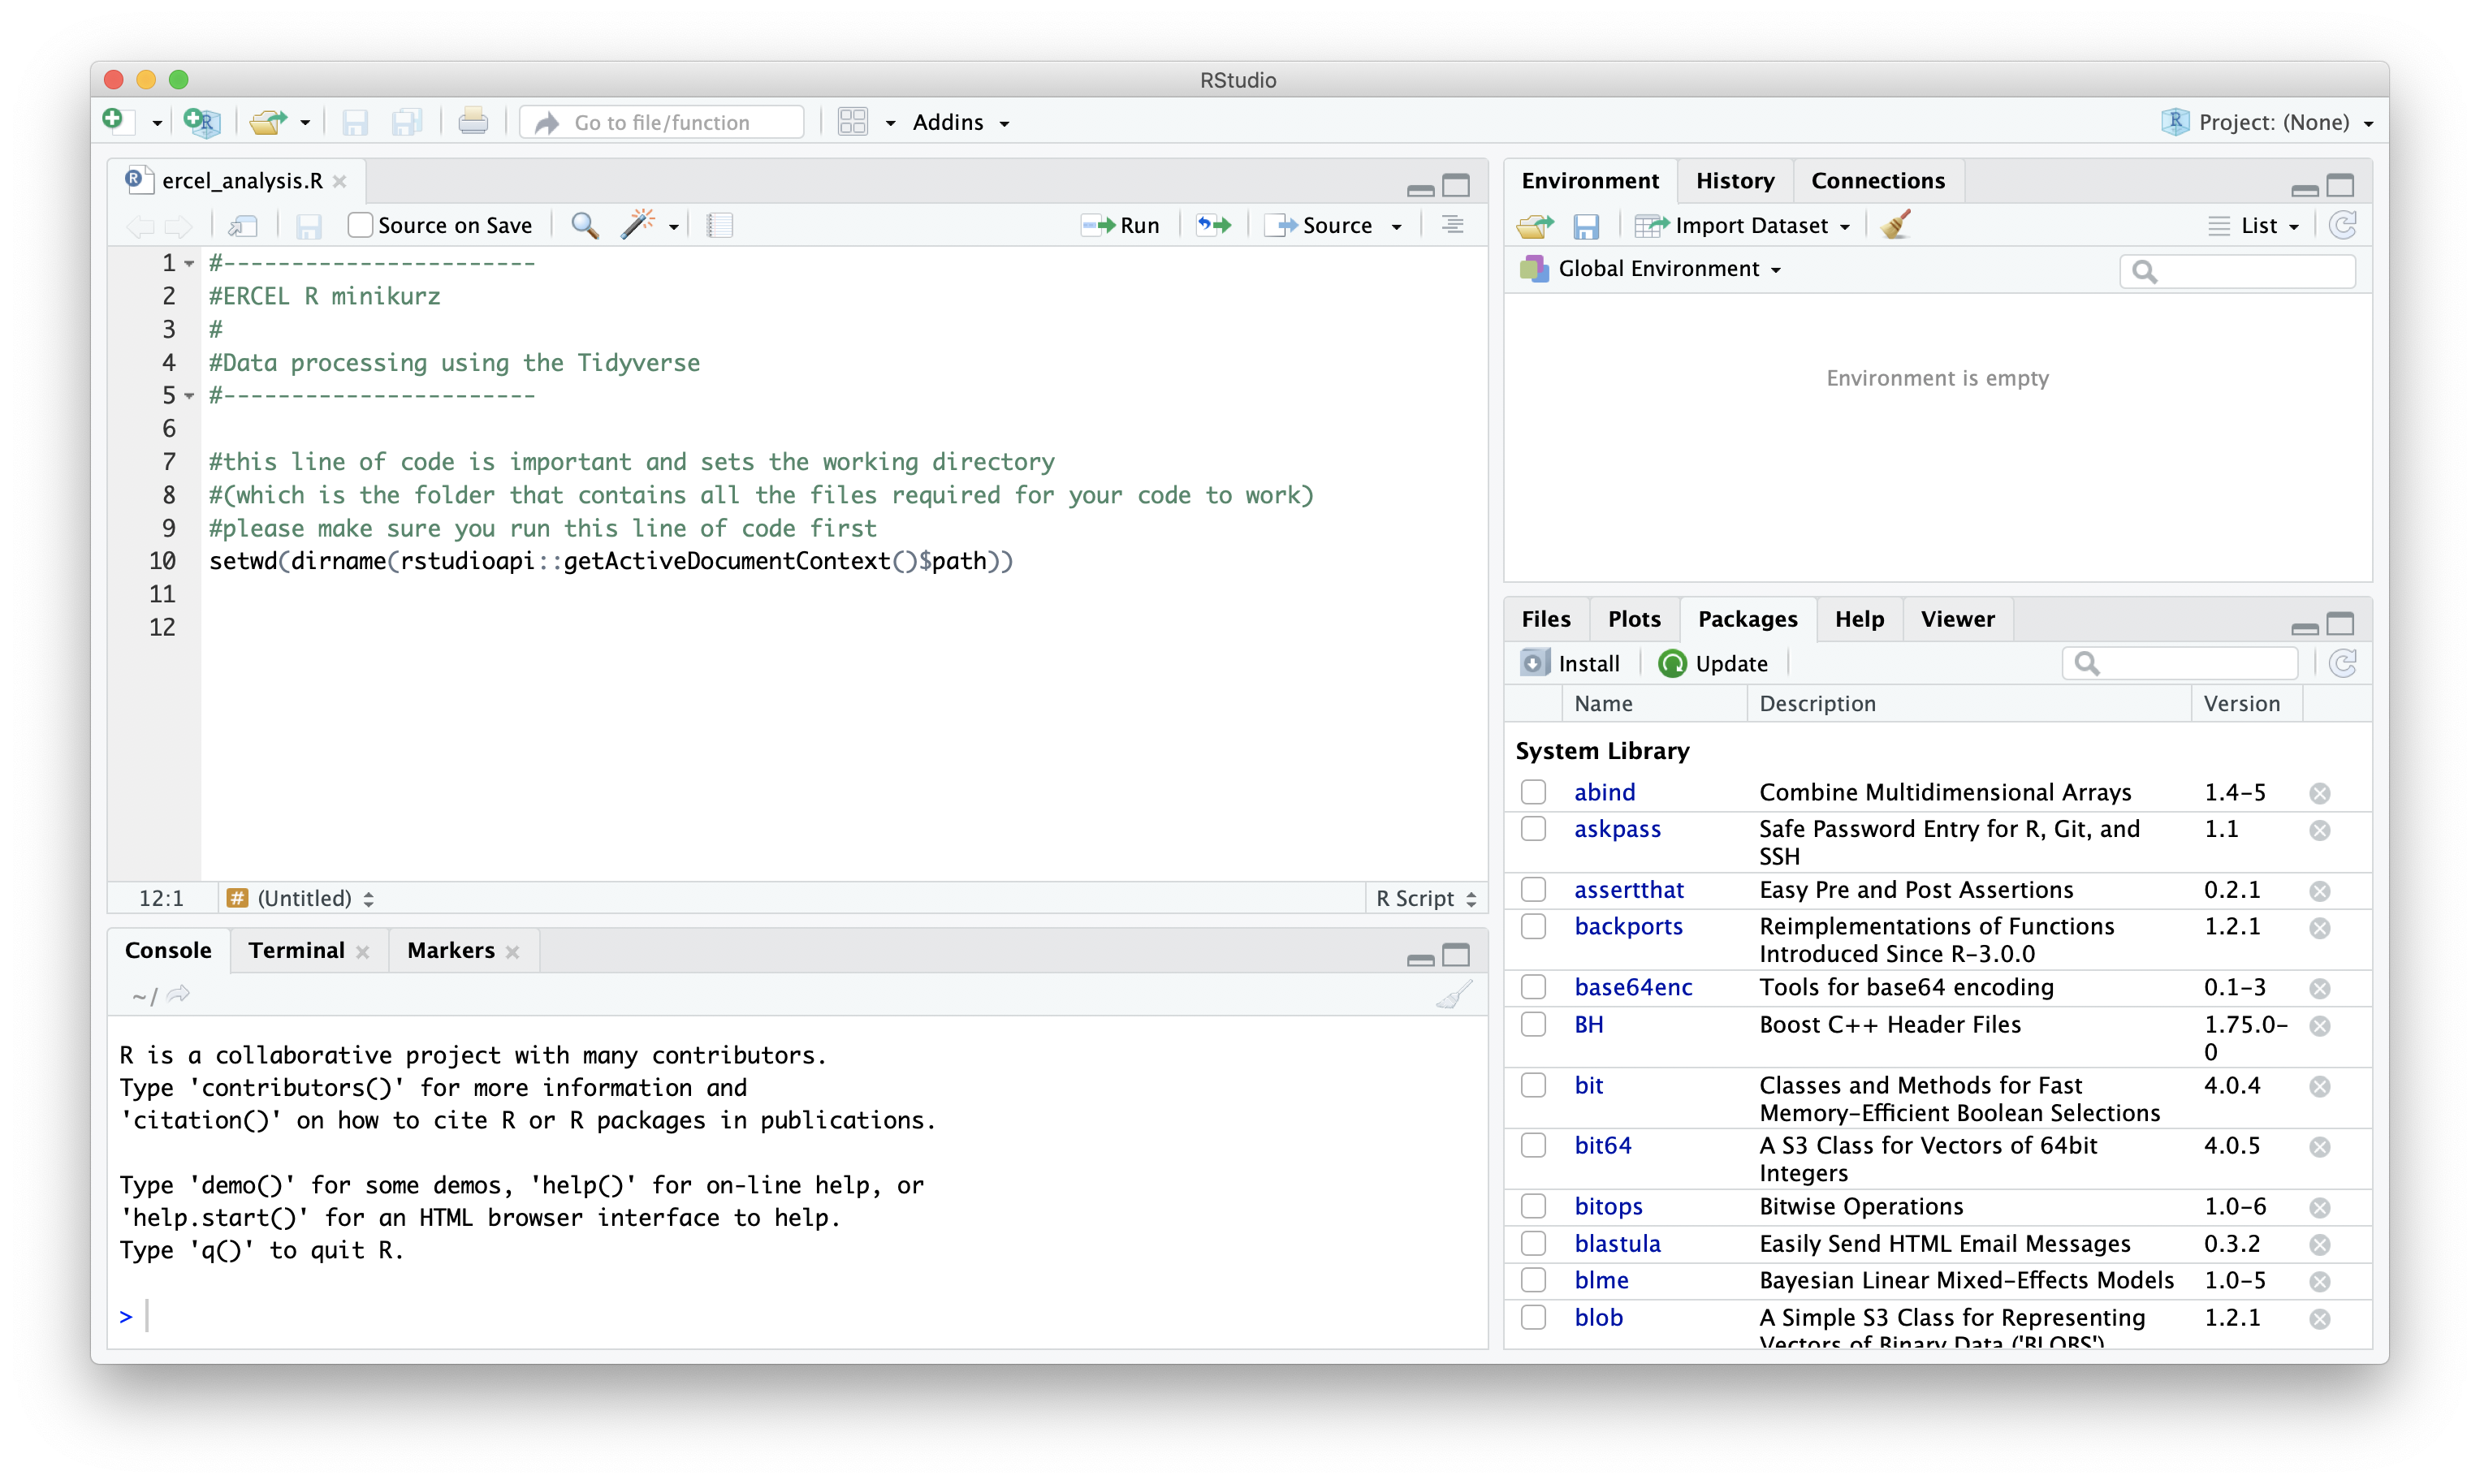 RStudio
Go to file/function
Addins
Project: (None)
ercel_analysis.R
Source on Save
Run
Source
1 #-----------------------
2 #ERCEL R minikurz
3 #
4 #Data processing using the Tidyverse
5 #-----------------------
6
7 #this line of code is important and sets the working directory
8 #(which is the folder that contains all the files required for your code to work)
9 #please make sure you run this line of code first
10 setwd(dirname(rstudioapi::getActiveDocumentContext()$path))
11
12
12:1 # (Untitled) R Script
Console Terminal Markers
~/
R is a collaborative project with many contributors.
Type 'contributors()' for more information and
'citation()' on how to cite R or R packages in publications.
Type 'demo()' for some demos, 'help()' for on-line help, or
'help.start()' for an HTML browser interface to help.
Type 'q()' to quit R.
>
Environment History Connections
Import Dataset List
Global Environment
Environment is empty
Files Plots Packages Help Viewer
Install Update
Name Description Version
System Library
abind Combine Multidimensional Arrays 1.4-5
askpass Safe Password Entry for R, Git, and 1.1
SSH
assertthat Easy Pre and Post Assertions 0.2.1
backports Reimplementations of Functions 1.2.1
Introduced Since R-3.0.0
base64enc Tools for base64 encoding 0.1-3
BH Boost C++ Header Files 1.75.0-
0
bit Classes and Methods for Fast 4.0.4
Memory-Efficient Boolean Selections
bit64 A S3 Class for Vectors of 64bit 4.0.5
Integers
bitops Bitwise Operations 1.0-6
blastula Easily Send HTML Email Messages 0.3.2
blme Bayesian Linear Mixed-Effects Models 1.0-5
blob A Simple S3 Class for Representing 1.2.1
Vectors of Binary Data ('BLOBS')